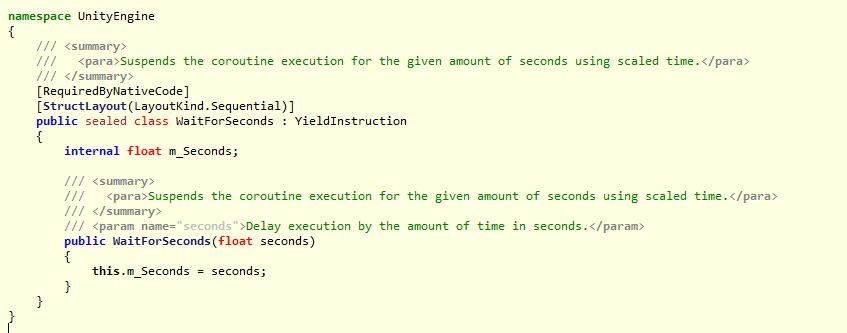 namespace UnityEngine
{
    /// <summary>
    ///   <para>Suspends the coroutine execution for the given amount of seconds using scaled time.</para>
    /// </summary>
    [RequiredByNativeCode]
    [StructLayout(LayoutKind.Sequential)]
    public sealed class WaitForSeconds : YieldInstruction
    {
        internal float m_Seconds;

        /// <summary>
        ///   <para>Suspends the coroutine execution for the given amount of seconds using scaled time.</para>
        /// </summary>
        /// <param name="seconds">Delay execution by the amount of time in seconds.</param>
        public WaitForSeconds(float seconds)
        {
            this.m_Seconds = seconds;
        }
    }
}